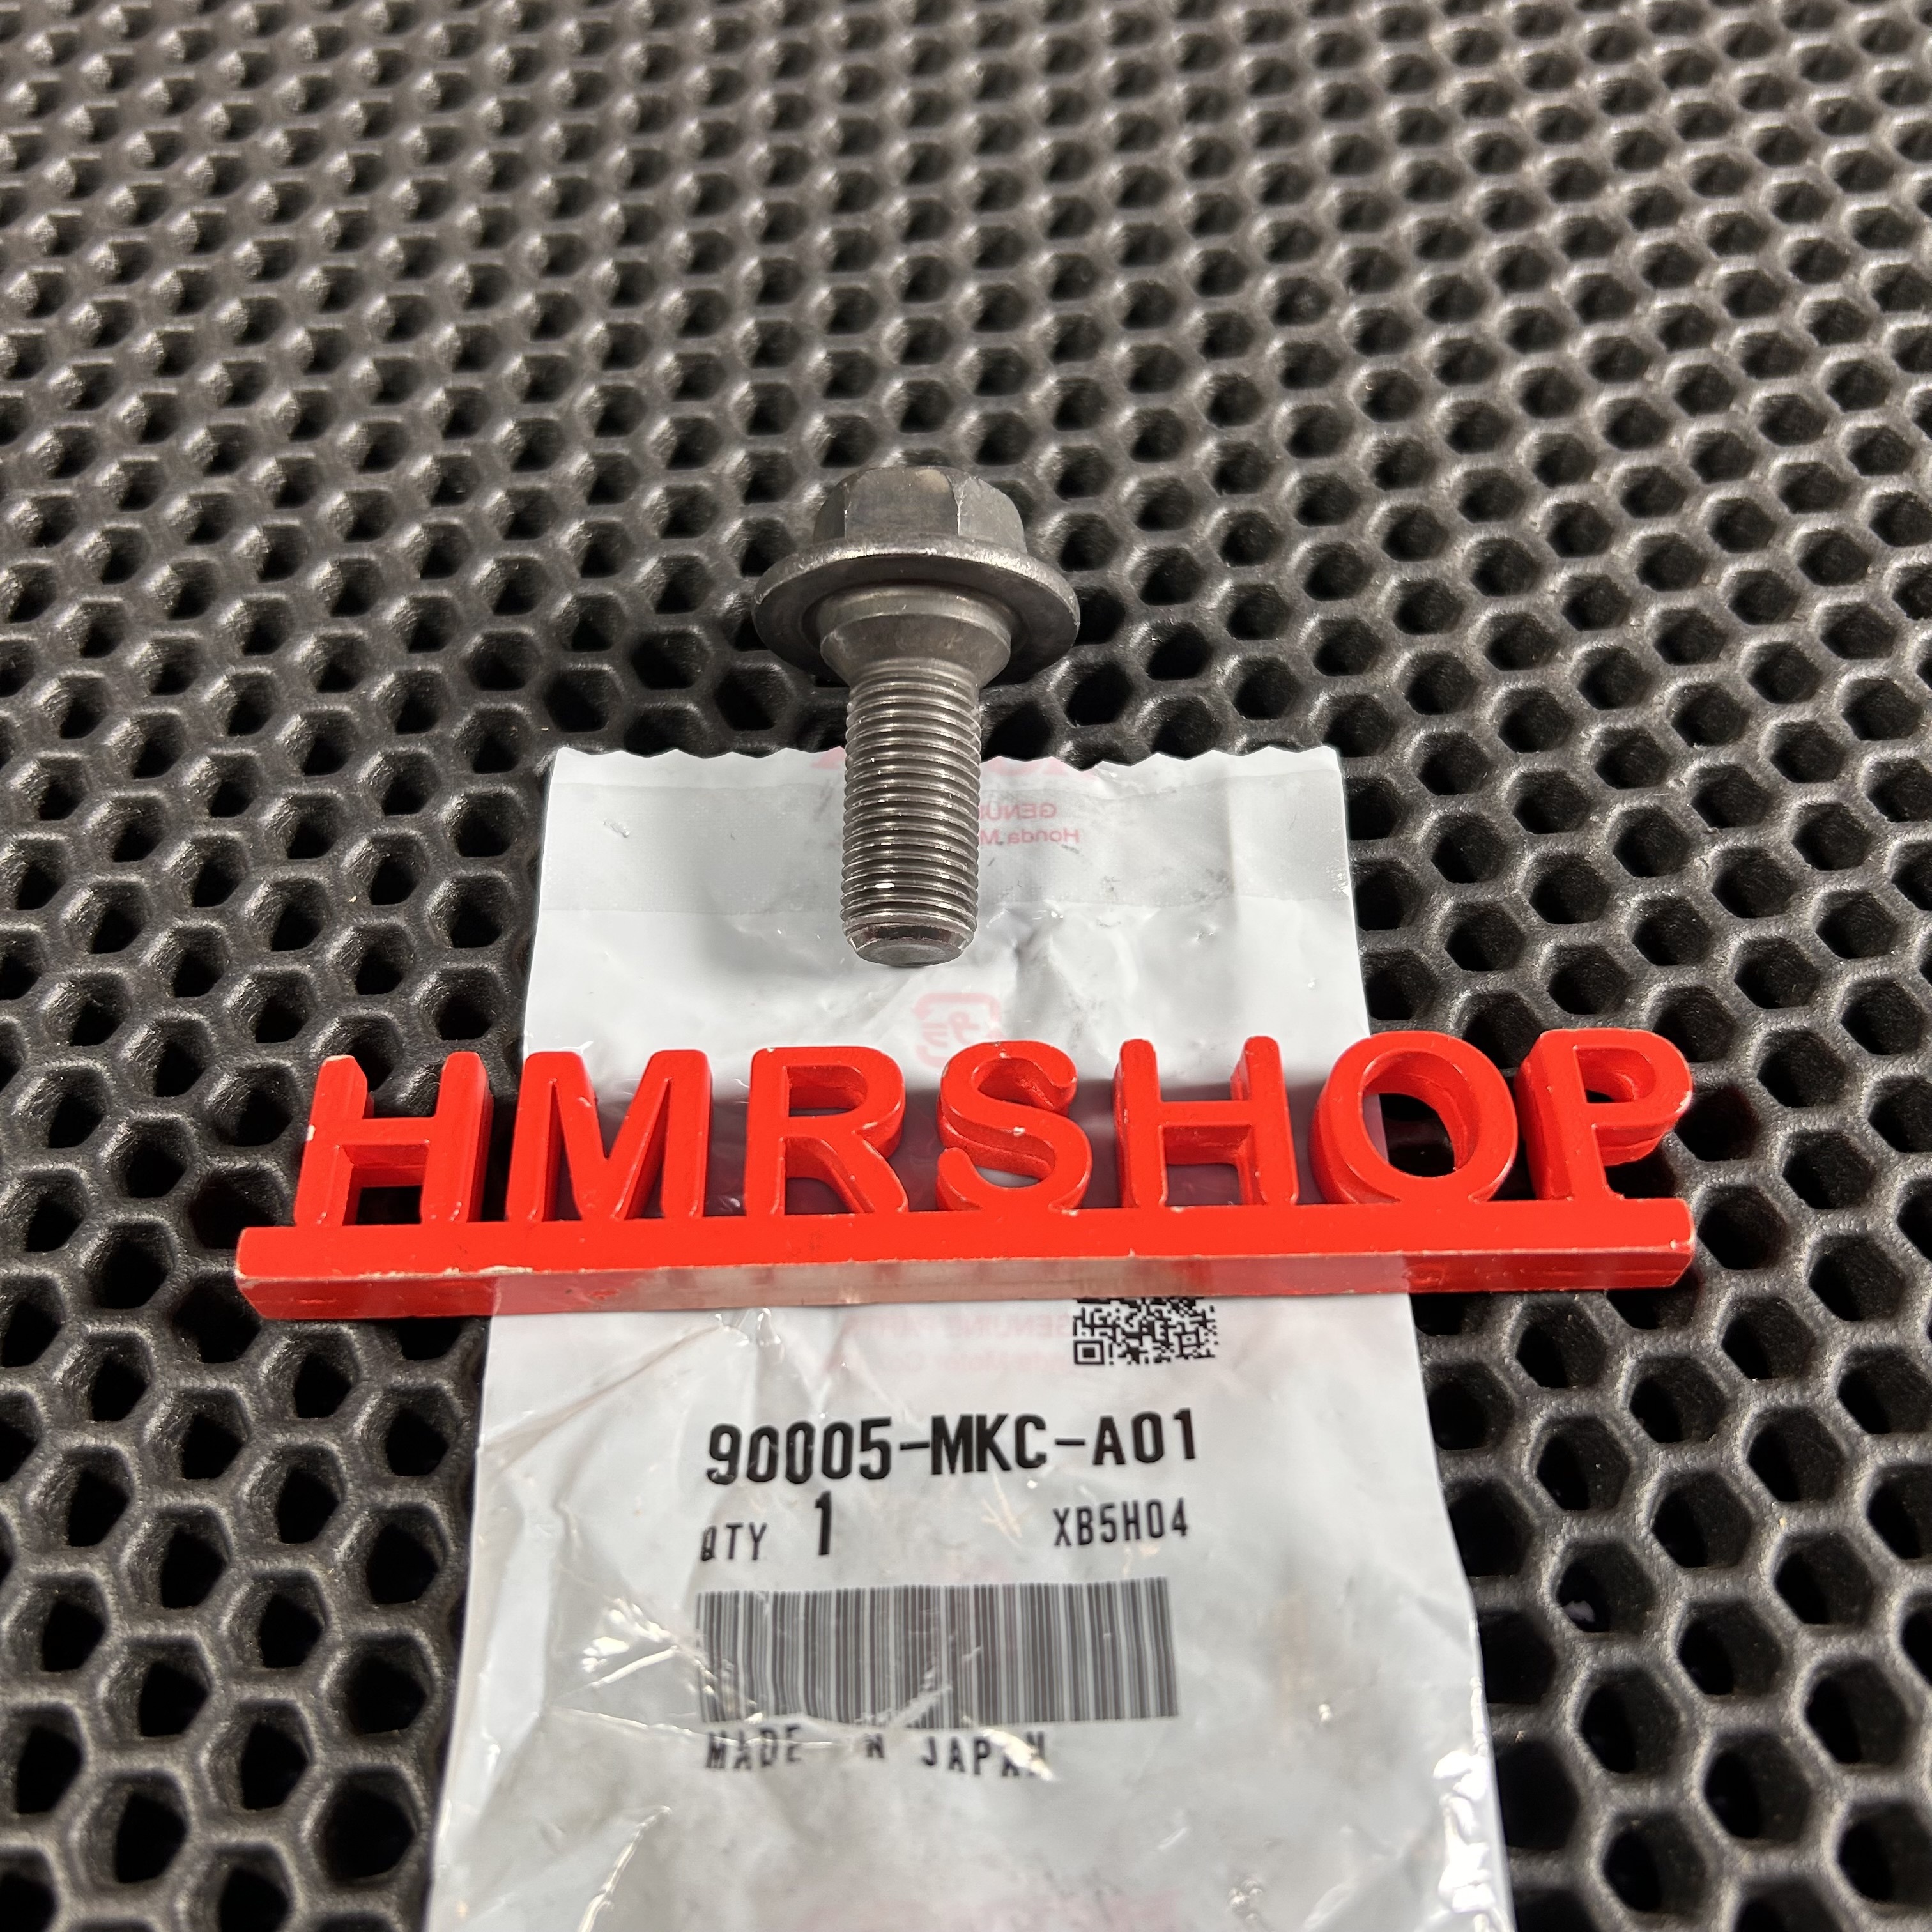 HMRSHOP
90005-MKC-A01
QTY 1 XB5H04
MADE IN JAPAN